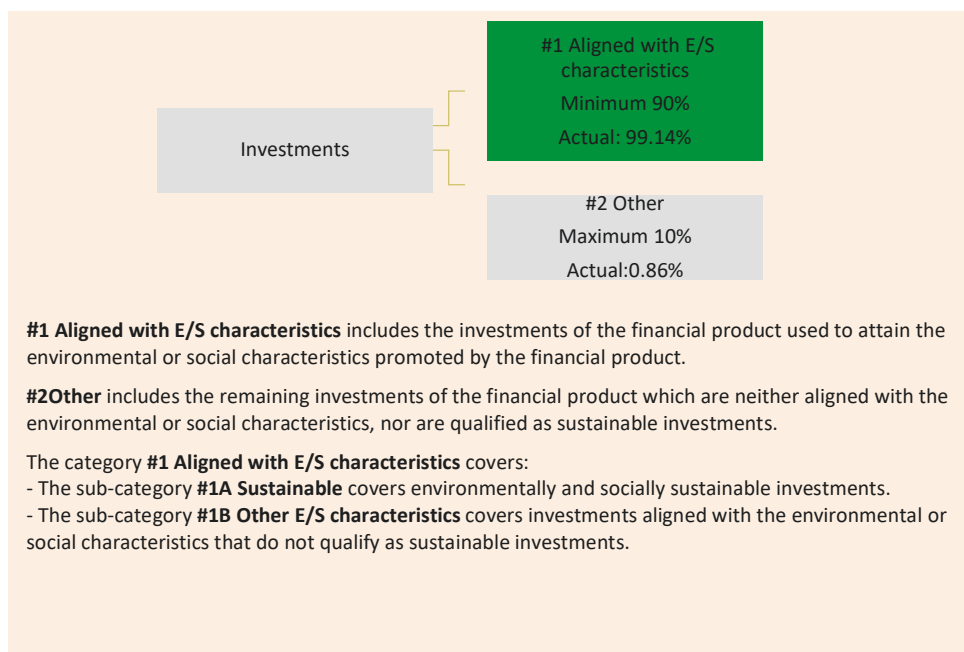 #1 Aligned with E/S
characteristics
Minimum 90%
Actual: 99.14%
Investments
#2 Other
Maximum 10%
Actual:0.86%
#1 Aligned with E/S characteristics includes the investments of the financial product used to attain the
environmental or social characteristics promoted by the financial product.
#2Other includes the remaining investments of the financial product which are neither aligned with the
environmental or social characteristics, nor are qualified as sustainable investments.
The category #1 Aligned with E/S characteristics covers:
- The sub-category #1A Sustainable covers environmentally and socially sustainable investments.
- The sub-category #1B Other E/S characteristics covers investments aligned with the environmental or
social characteristics that do not qualify as sustainable investments.